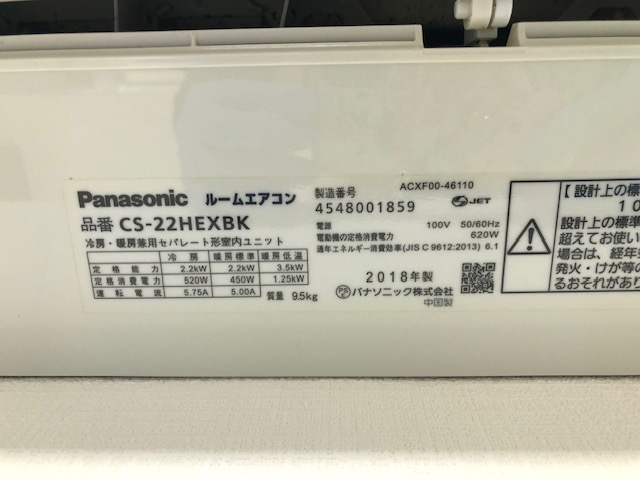 Panasonic ルームエアコン
品番 CS-22HEXBK
冷房・暖房兼用セパレート形室内ユニット
冷房 暖房標準 暖房低温
定格能力 2.2kW 2.2kW 3.5kW
定格消費電力 520W 450W 1.25kW
運転電流 5.75A 5.00A
質量 9.5kg
ACXF00-46110
製造番号
4548001859
JET
電源 100V 50/60Hz
電動機の定格消費電力 620W
通年エネルギー消費効率(JIS C 9612:2013) 6.1
2018年製
PS E パナソニック株式会社
中国製
【設計上の標準
10
設計上の標
超えてお使い
場合は、経年
発火・けが等の
るおそれがあり